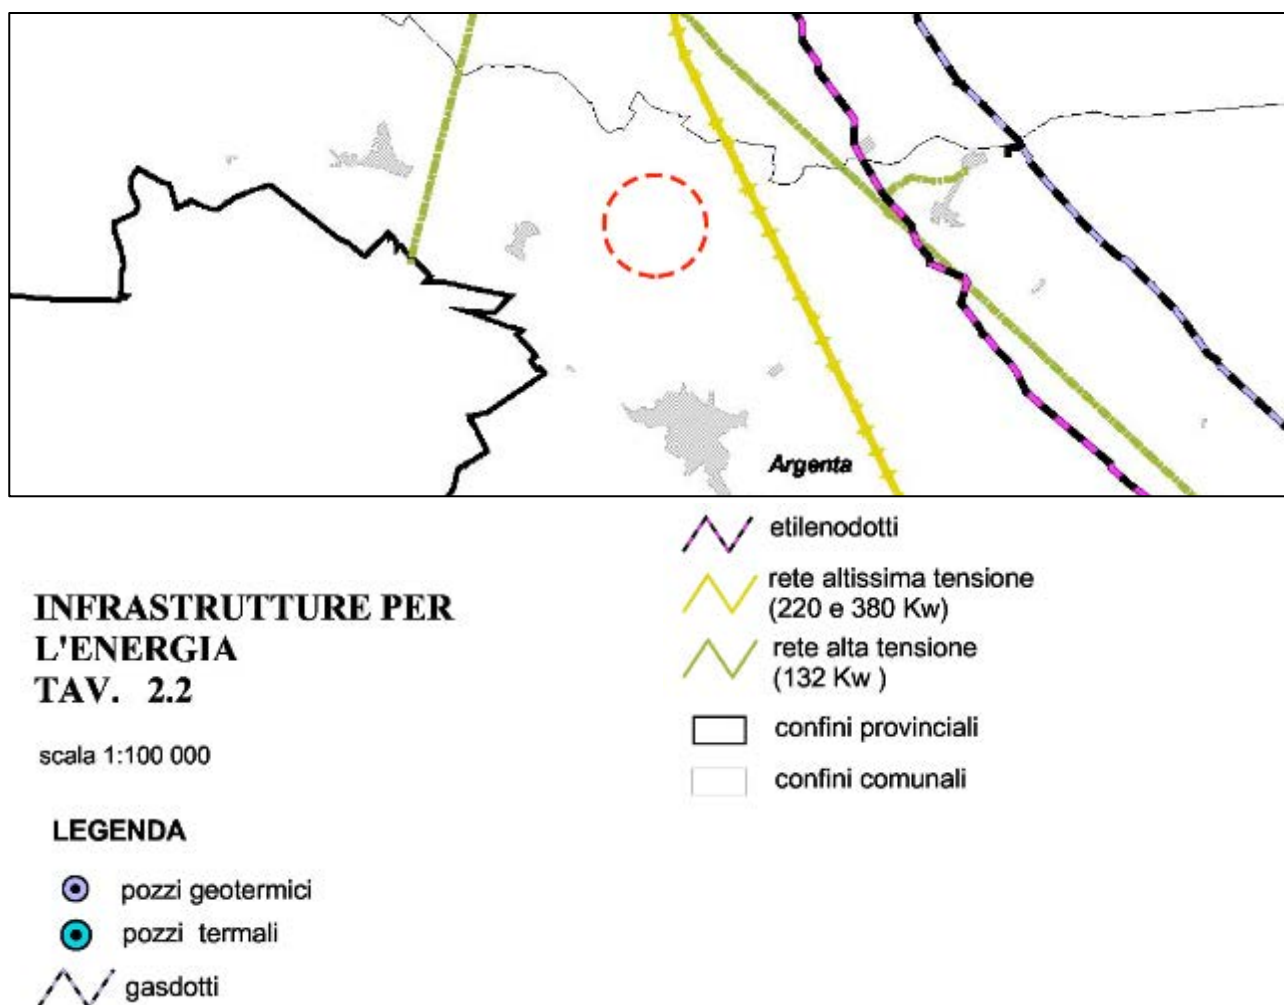 Argenta
etilenodotti
rete altissima tensione
(220 e 380 Kw)
rete alta tensione
(132 Kw )
confini provinciali
confini comunali
INFRASTRUTTURE PER
L'ENERGIA
TAV. 2.2
scala 1:100 000
LEGENDA
pozzi geotermici
pozzi termali
gasdotti